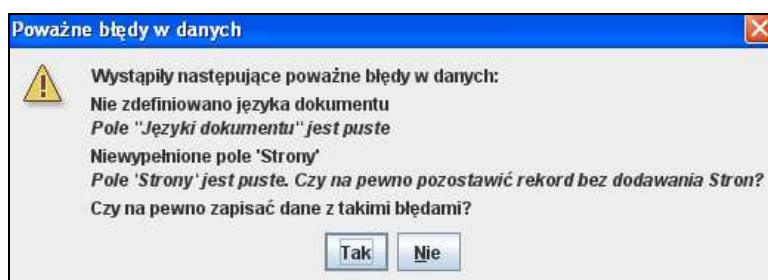 Poważne błędy w danych
Wystąpiły następujące poważne błędy w danych:
Nie zdefiniowano języka dokumentu
Pole "Języki dokumentu" jest puste
Niewypełnione pole 'Strony'
Pole 'Strony' jest puste. Czy na pewno pozostawić rekord bez dodawania Stron?
Czy na pewno zapisać dane z takimi błędami?
Tak Nie